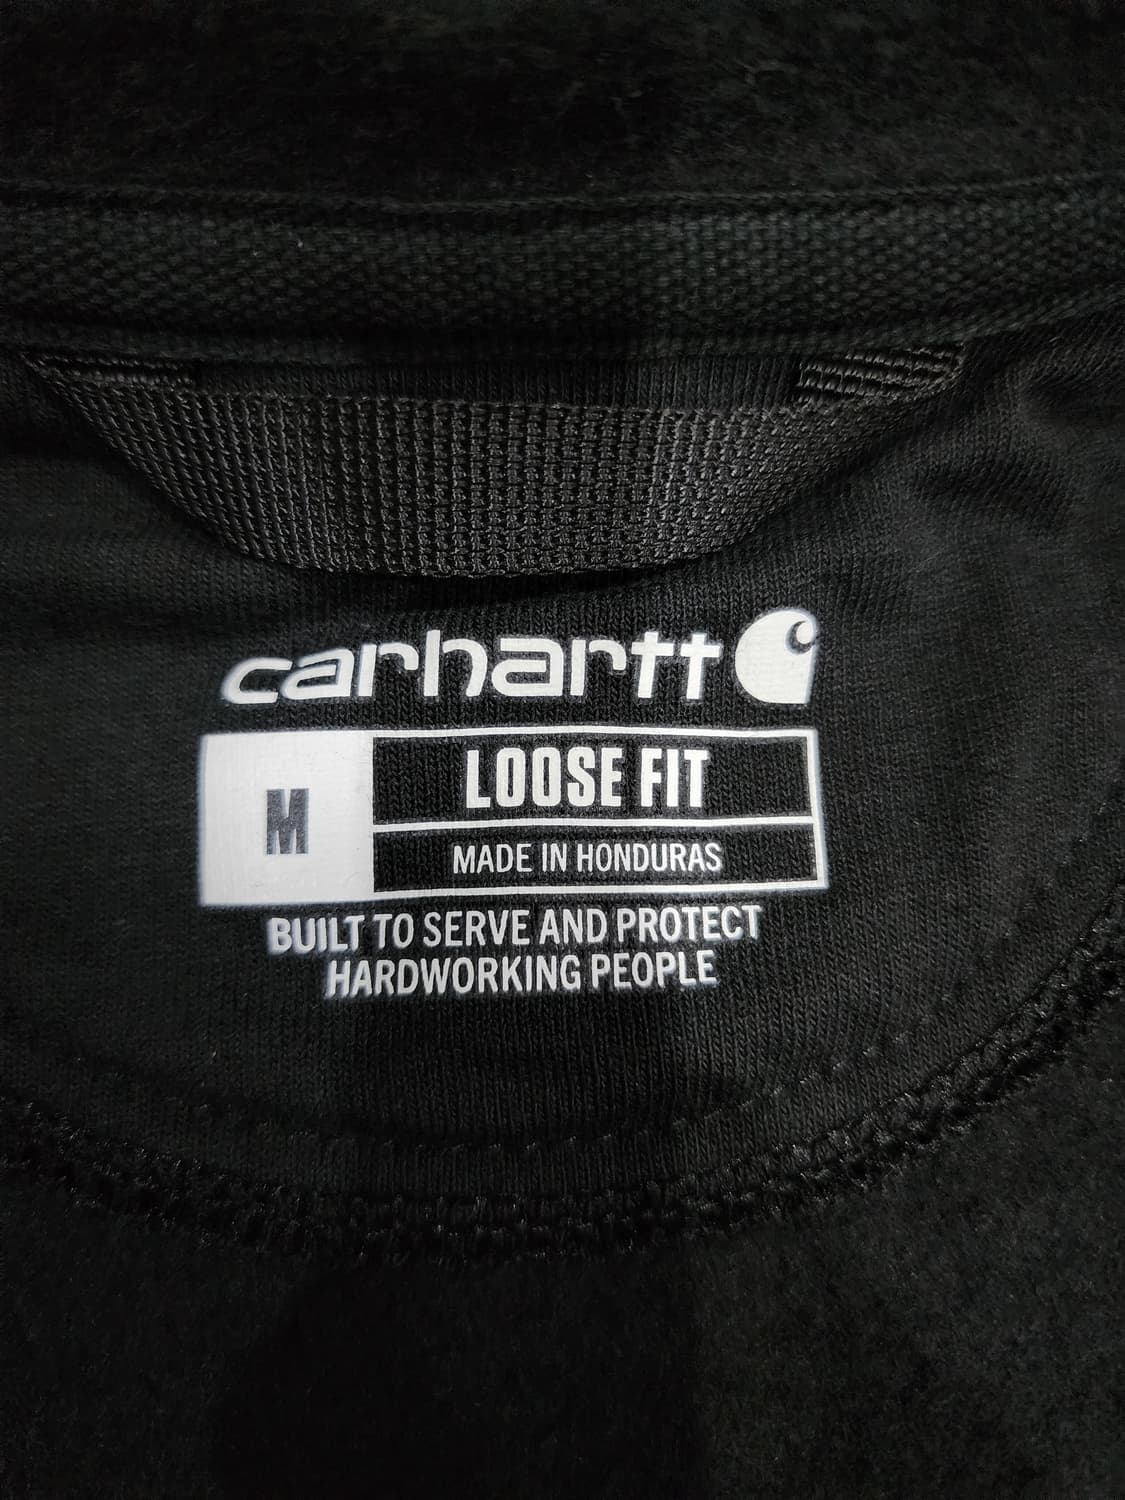 carhartt
M
LOOSE FIT
MADE IN HONDURAS
BUILT TO SERVE AND PROTECT
HARDWORKING PEOPLE